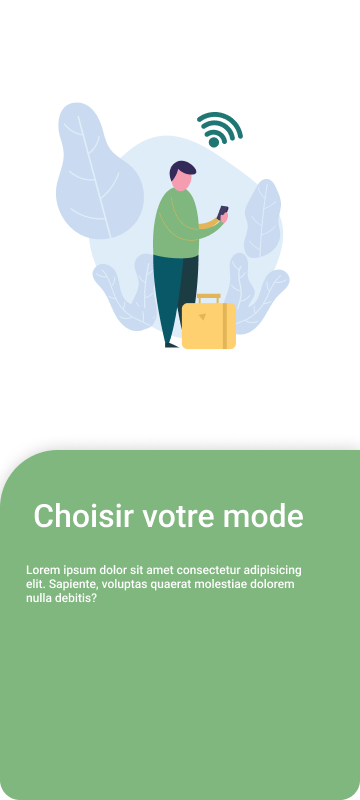 Choisir votre mode
Lorem ipsum dolor sit amet consectetur adipisicing
elit. Sapiente, voluptas quaerat molestiae dolorem
nulla debitis?